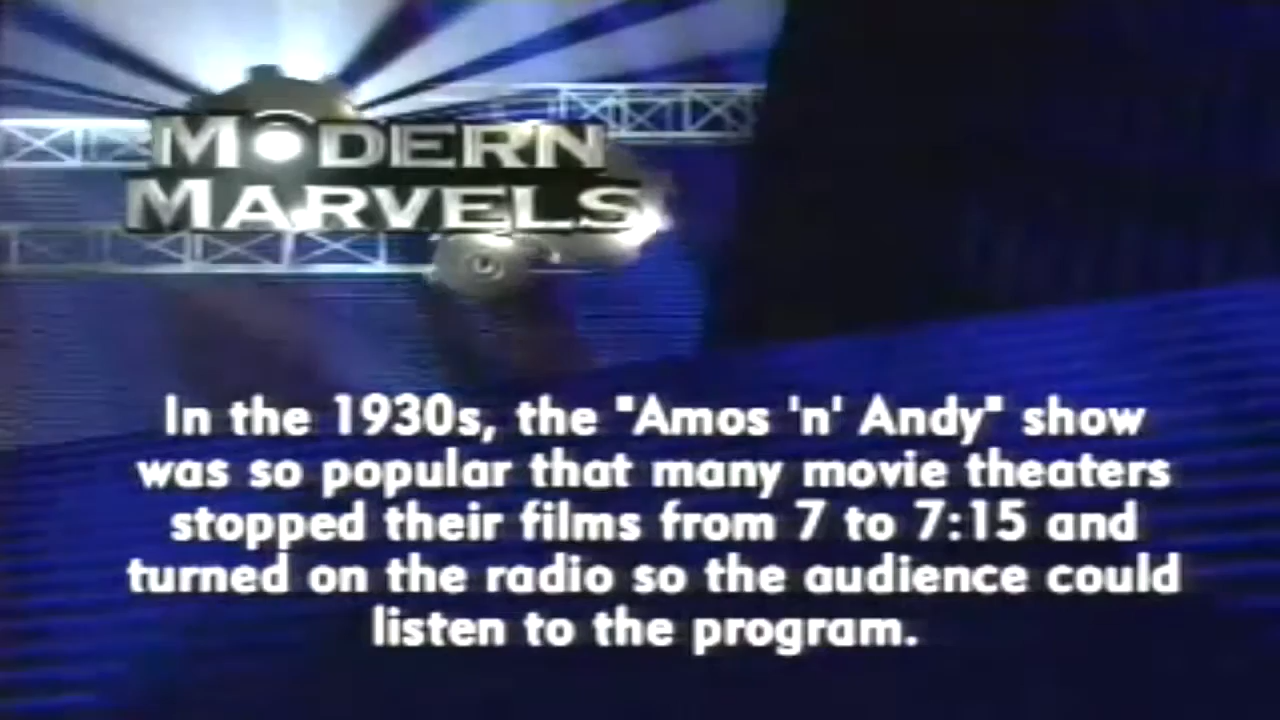 MODERN
MARVELS
In the 1930s, the "Amos 'n' Andy" show
was so popular that many movie theaters
stopped their films from 7 to 7:15 and
turned on the radio so the audience could
listen to the program.